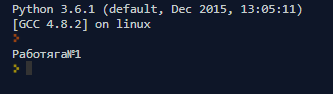 Python 3.6.1 (default, Dec 2015, 13:05:11)
[GCC 4.8.2] on linux
>
Работяга№1
>